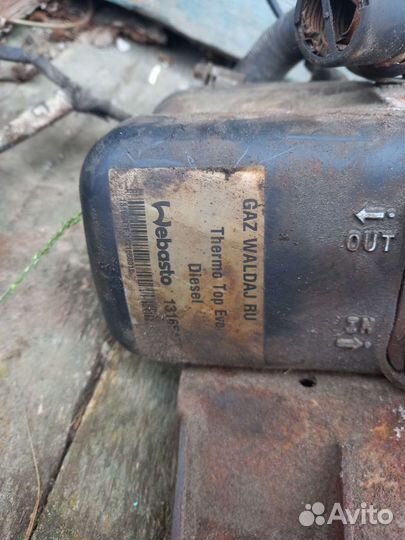 GAZ WALDAJ RU
Thermo Top Evo
Diesel
Webasto
OUT
IN
Avito